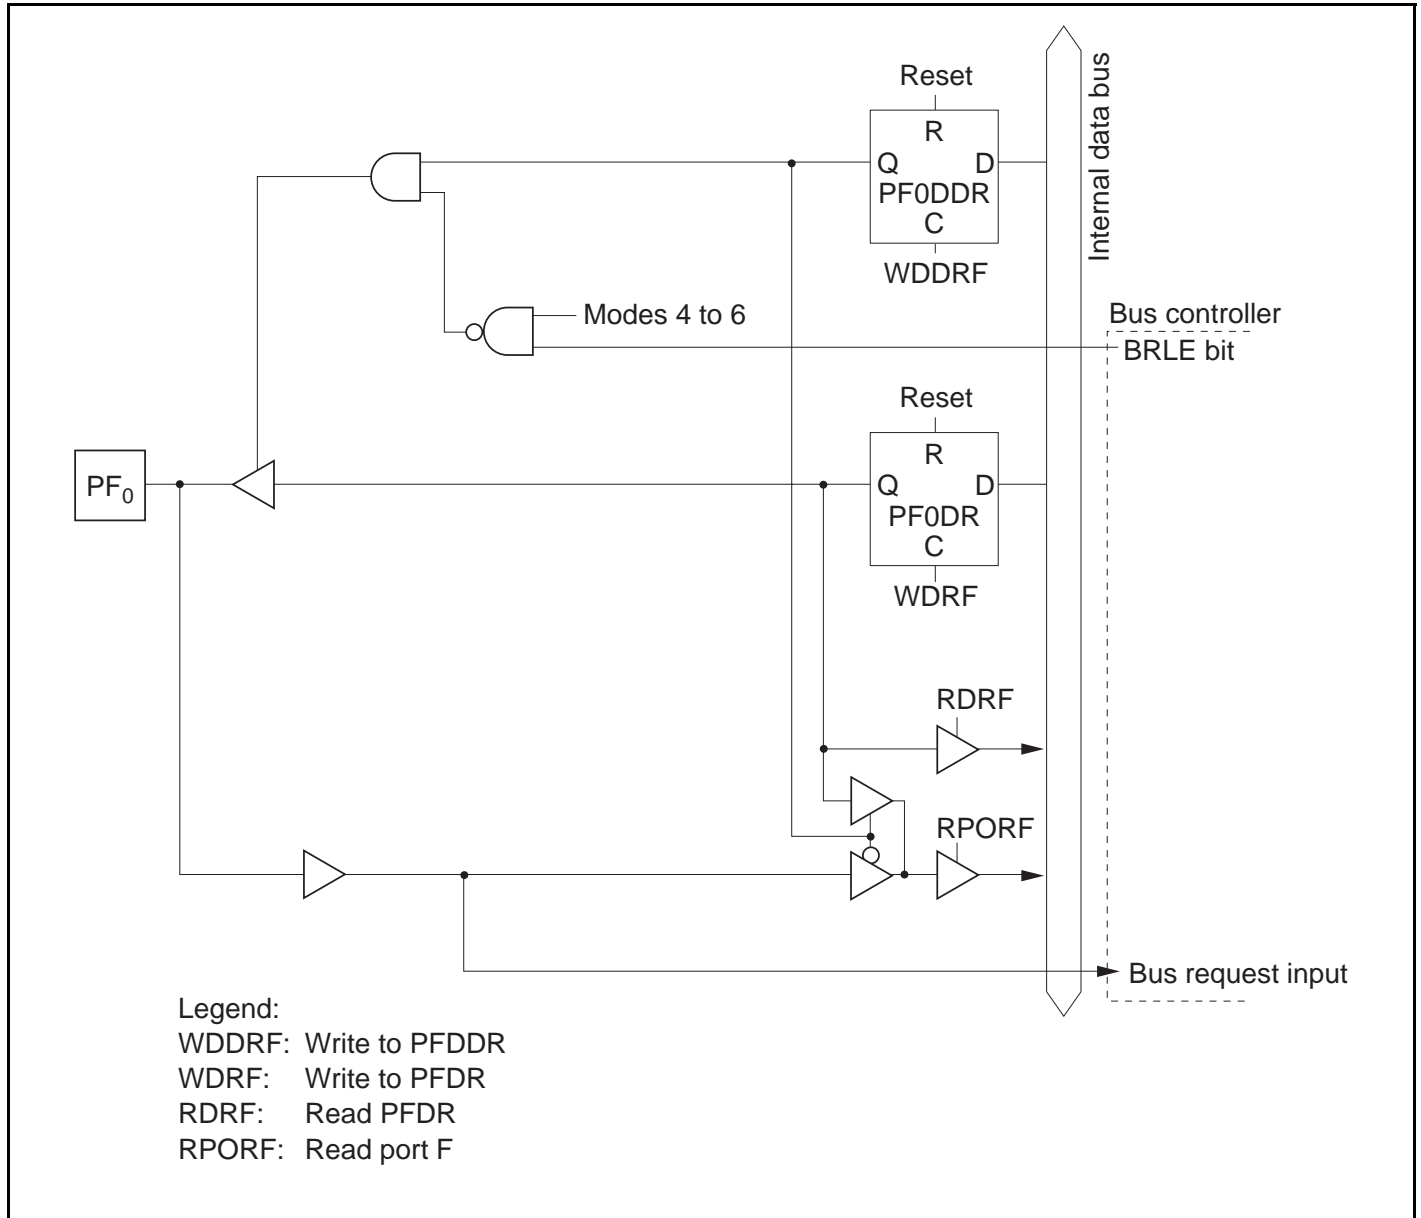 Reset
R
Q D
PF0DDR
C
WDDRF
Internal data bus
Modes 4 to 6
Bus controller
BRLE bit
Reset
R
PF0
Q D
PF0DR
C
WDRF
RDRF
RPORF
Bus request input
Legend:
WDDRF: Write to PFDDR
WDRF: Write to PFDR
RDRF: Read PFDR
RPORF: Read port F